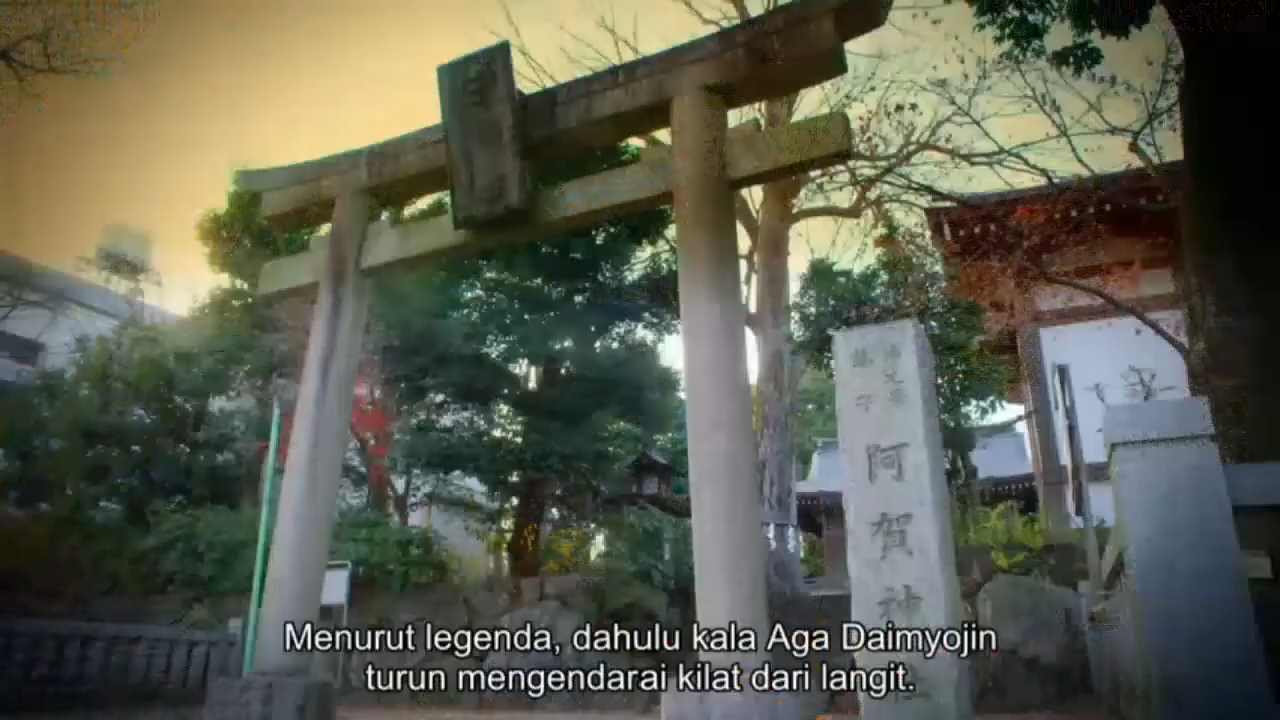 阿賀神
Menurut legenda, dahulu kala Aga Daimyojin
turun mengendarai kilat dari langit.